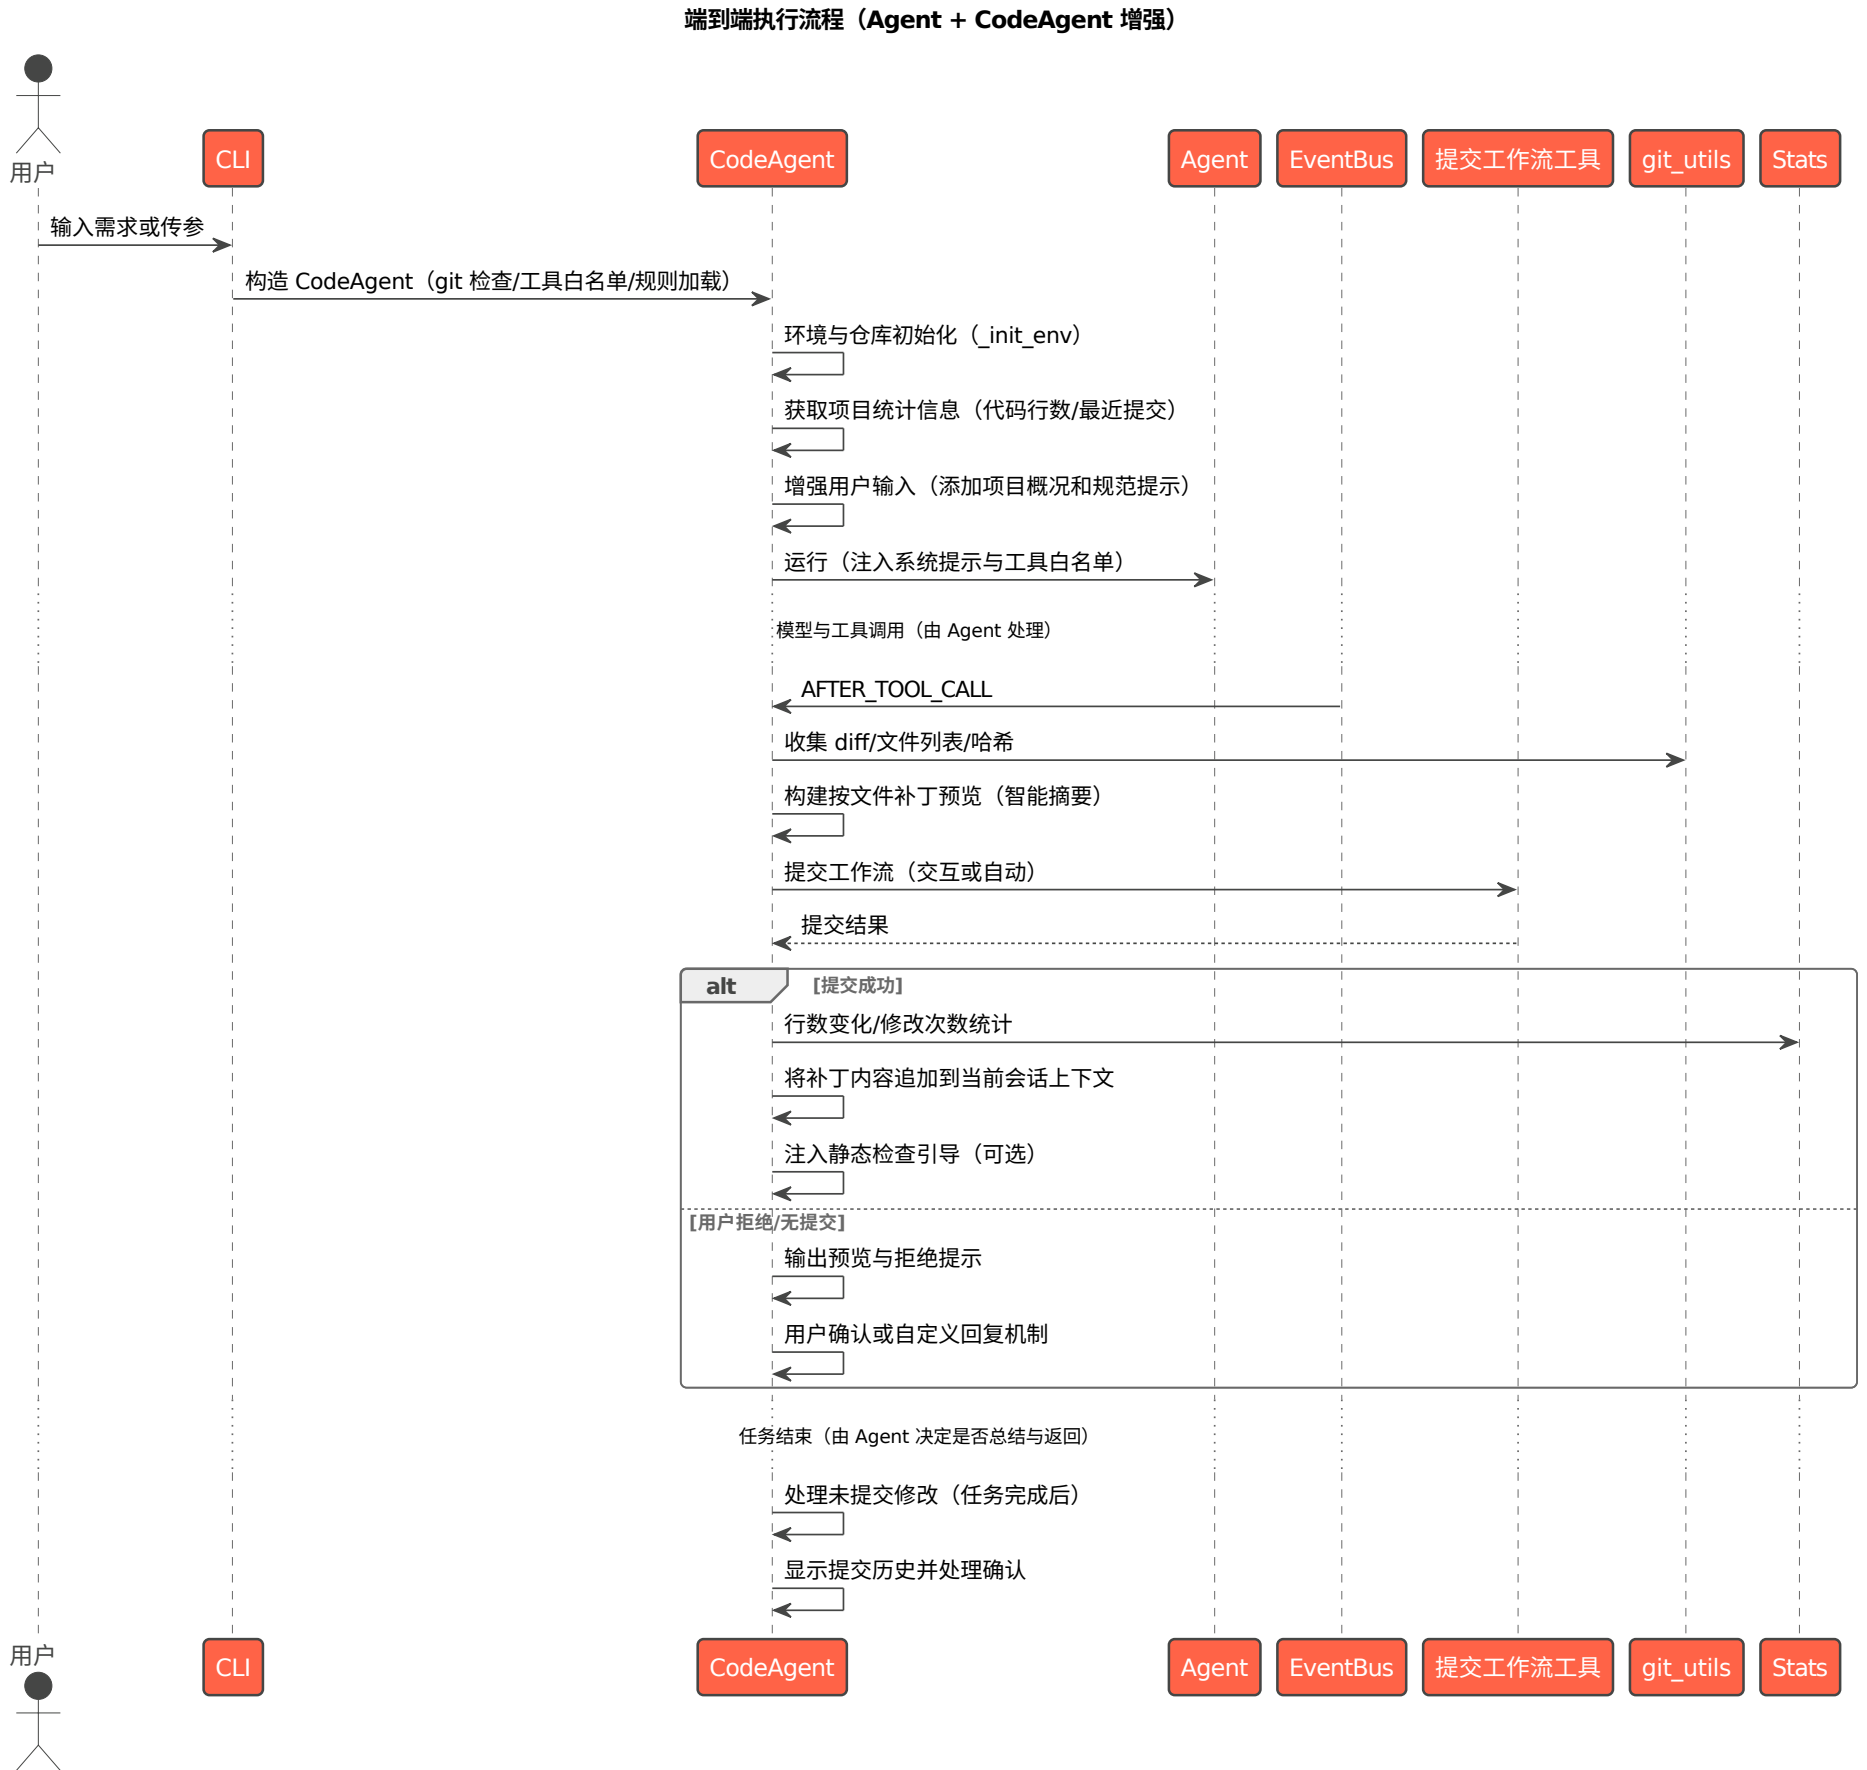 端到端执行流程（Agent + CodeAgent 增强）
用户
CLI
CodeAgent
Agent
EventBus
提交工作流工具
git_utils
Stats
输入需求或传参
构造 CodeAgent（git 检查/工具白名单/规则加载）
环境与仓库初始化（_init_env）
获取项目统计信息（代码行数/最近提交）
增强用户输入（添加项目概况和规范提示）
运行（注入系统提示与工具白名单）
模型与工具调用（由 Agent 处理）
AFTER_TOOL_CALL
收集 diff/文件列表/哈希
构建按文件补丁预览（智能摘要）
提交工作流（交互或自动）
提交结果
alt
[提交成功]
行数变化/修改次数统计
将补丁内容追加到当前会话上下文
注入静态检查引导（可选）
[用户拒绝/无提交]
输出预览与拒绝提示
用户确认或自定义回复机制
任务结束（由 Agent 决定是否总结与返回）
处理未提交修改（任务完成后）
显示提交历史并处理确认
用户
CLI
CodeAgent
Agent
EventBus
提交工作流工具
git_utils
Stats